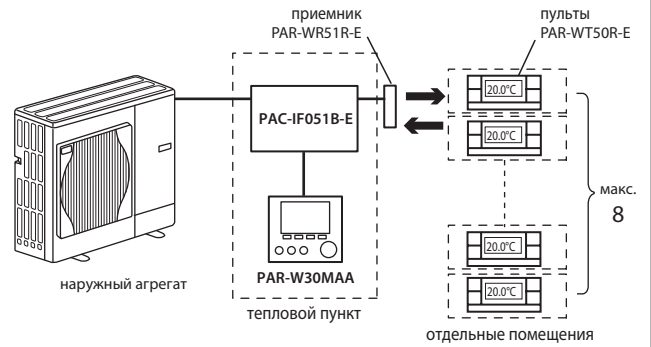 приемник
PAR-WR51R-E
пульты
PAR-WT50R-E
PAC-IF051B-E
20.0°C
20.0°C
20.0°C
20.0°C
макс.
8
PAR-W30MAA
наружный агрегат
тепловой пункт
отдельные помещения